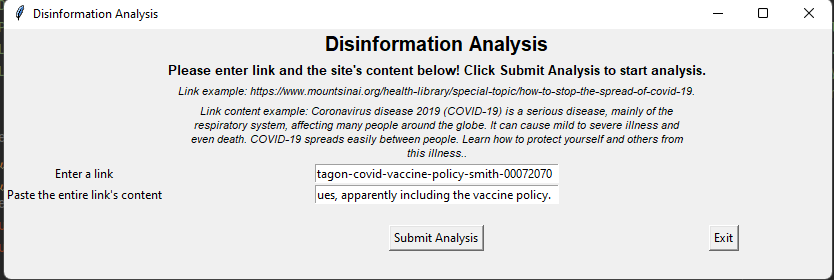 Disinformation Analysis
Disinformation Analysis
Please enter link and the site's content below! Click Submit Analysis to start analysis.
Link example: https://www.mountsinai.org/health-library/special-topic/how-to-stop-the-spread-of-covid-19.
Link content example: Coronavirus disease 2019 (COVID-19) is a serious disease, mainly of the
respiratory system, affecting many people around the globe. It can cause mild to severe illness and
even death. COVID-19 spreads easily between people. Learn how to protect yourself and others from
this illness..
Enter a link tagon-covid-vaccine-policy-smith-00072070
Paste the entire link's content ues, apparently including the vaccine policy.
Submit Analysis Exit